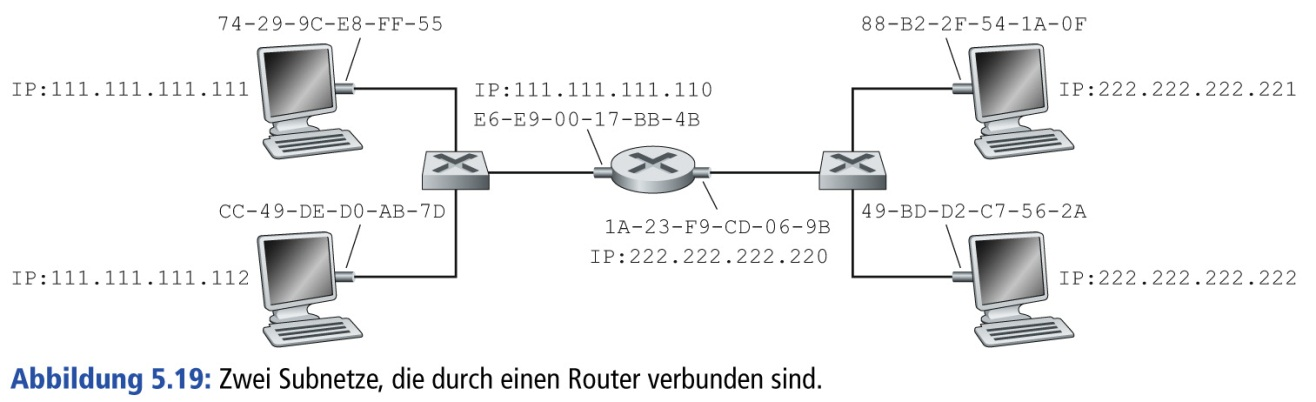 74-29-9C-E8-FF-55
88-B2-2F-54-1A-0F
IP:111.111.111.111
IP:111.111.111.110
E6-E9-00-17-BB-4B
IP:222.222.222.221
CC-49-DE-D0-AB-7D
1A-23-F9-CD-06-9B
IP:222.222.222.220
49-BD-D2-C7-56-2A
IP:111.111.111.112
IP:222.222.222.222
Abbildung 5.19: Zwei Subnetze, die durch einen Router verbunden sind.